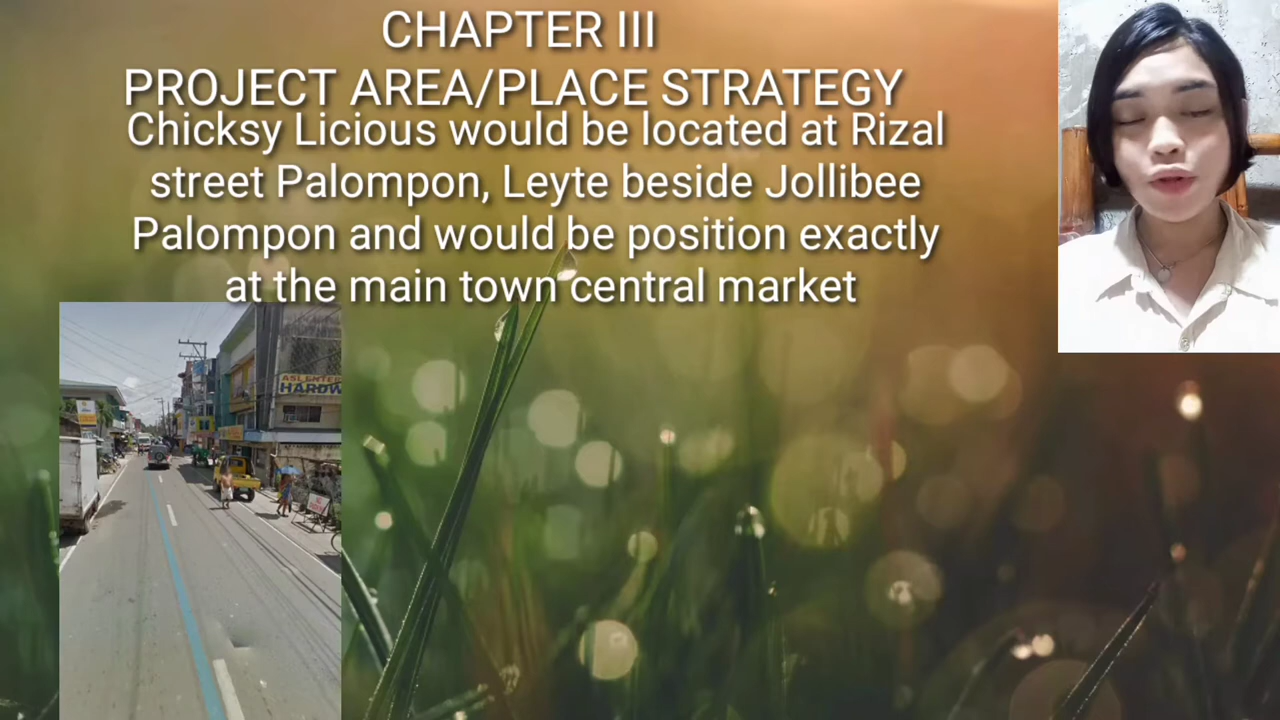 CHAPTER III
PROJECT AREA/PLACE STRATEGY
Chicksy Licious would be located at Rizal
street Palompon, Leyte beside Jollibee
Palompon and would be position exactly
at the main town central market
HARDW